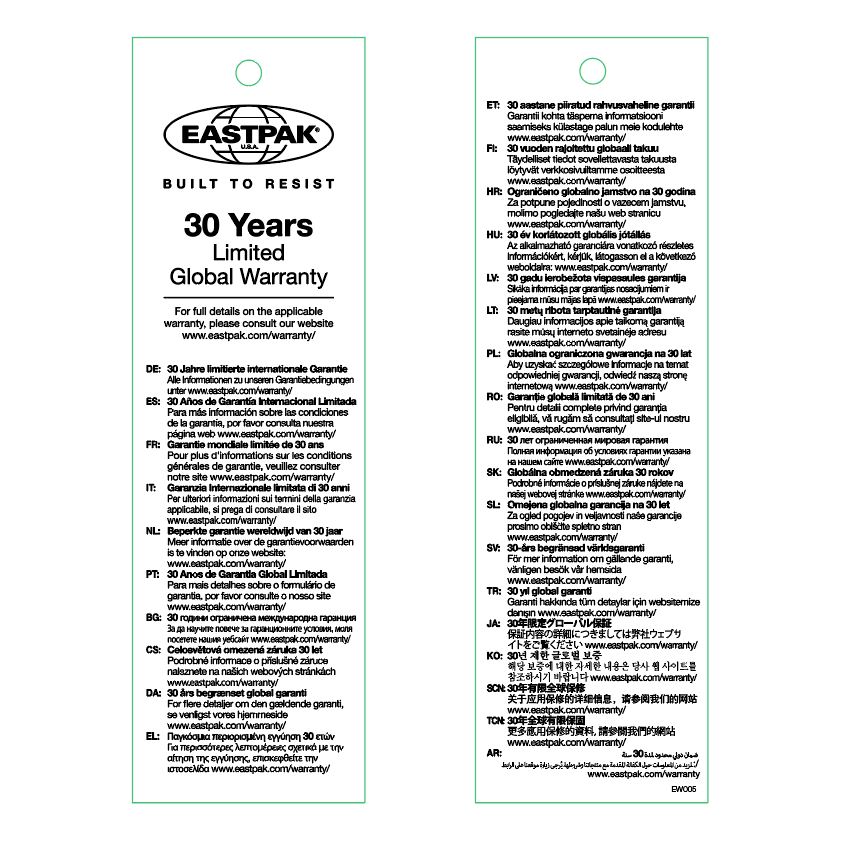 EASTPAK®
U.S.A.
BUILT TO RESIST
30 Years
Limited
Global Warranty
For full details on the applicable
warranty, please consult our website
www.eastpak.com/warranty/
DE: 30 Jahre limitierte internationale Garantie
Alle Informationen zu unseren Garantiebedingungen
unter www.eastpak.com/warranty/
ES: 30 Años de Garantía Internacional Limitada
Para más información sobre las condiciones
de la garantía, por favor consulta nuestra
página web www.eastpak.com/warranty/
FR: Garantie mondiale limitée de 30 ans
Pour plus d'informations sur les conditions
générales de garantie, veuillez consulter
notre site www.eastpak.com/warranty/
IT: Garanzia Internazionale limitata di 30 anni
Per ulteriori informazioni sui termini della garanzia
applicabile, si prega di consultare il sito
www.eastpak.com/warranty/
NL: Beperkte garantie wereldwijd van 30 jaar
Meer informatie over de garantievoorwaarden
is te vinden op onze website:
www.eastpak.com/warranty/
PT: 30 Anos de Garantia Global Limitada
Para mais detalhes sobre o formulário de
garantia, por favor consulte o nosso site
www.eastpak.com/warranty/
BG: 30 години ограничена международна гаранция
За да научите повече за гаранционните условия, моля
посетете нашия уебсайт www.eastpak.com/warranty/
CS: Celosvětová omezená záruka 30 let
Podrobné informace o příslušné záruce
naleznete na našich webových stránkách
www.eastpak.com/warranty/
DA: 30 års begrænset global garanti
For flere detaljer om den gældende garanti,
se venligst vores hjemmeside
www.eastpak.com/warranty/
EL: Παγκόσμια περιορισμένη εγγύηση 30 ετών
Για περισσότερες λεπτομέρειες σχετικά με την
αίτηση της εγγύησης, επισκεφθείτε την
ιστοσελίδα www.eastpak.com/warranty/
ET: 30 aastane piiratud rahvusvaheline garantii
Garantii kohta täsperna informatsiooni
saamiseks külastage palun meie kodulehte
www.eastpak.com/warranty/
FI: 30 vuoden rajoitettu globaali takuu
Täydelliset tiedot sovellettavasta takuusta
löytyvät verkkosivuiltamme osoitteesta
www.eastpak.com/warranty/
HR: Ograničeno globalno jamstvo na 30 godina
Za potpune pojedinosti o vazecem jamstvu,
molimo pogledajte našu web stranicu
www.eastpak.com/warranty/
HU: 30 év korlátozott globális jótállás
Az alkalmazható garanciára vonatkozó részletes
információkért, kérjük, látogasson el a következő
weboldalra: www.eastpak.com/warranty/
LV: 30 gadu ierobežota vispasaules garantija
Sīkāka informācija par garantijas nosacījumiem ir
pieejama mūsu mājas lapā www.eastpak.com/warranty/
LT: 30 metų ribota tarptautinė garantija
Daugiau informacijos apie taikomą garantiją
rasite mūsų interneto svetainėje adresu
www.eastpak.com/warranty/
PL: Globalna ograniczona gwarancja na 30 lat
Aby uzyskać szczegółowe informacje na temat
odpowiedniej gwarancji, odwiedź naszą stronę
internetową www.eastpak.com/warranty/
RO: Garanție globală limitată de 30 ani
Pentru detalii complete privind garanția
eligibilă, vă rugăm să consultați site-ul nostru
www.eastpak.com/warranty/
RU: 30 лет ограниченная мировая гарантия
Полная информация об условиях гарантии указана
на нашем сайте www.eastpak.com/warranty/
SK: Globálna obmedzená záruka 30 rokov
Podrobné informácie o príslušnej záruke nájdete na
našej webovej stránke www.eastpak.com/warranty/
SL: Omejena globalna garancija na 30 let
Za ogled pogojev in veljavnosti naše garancije
prosimo obiščite spletno stran
www.eastpak.com/warranty/
SV: 30-års begränsad världsgaranti
För mer information om gällande garanti,
vänligen besök vår hemsida
www.eastpak.com/warranty/
TR: 30 yıl global garanti
Garanti hakkında tüm detaylar için websitemize
danışın www.eastpak.com/warranty/
JA: 30年限定グローバル保証
保証内容の詳細につきましては弊社ウェブサ
イトをご覧ください www.eastpak.com/warranty/
KO: 30년 제한 글로벌 보증
해당 보증에 대한 자세한 내용은 당사 웹 사이트를
참조하시기 바랍니다 www.eastpak.com/warranty/
SCN: 30年有限全球保修
关于应用保修的详细信息，请参阅我们的网站
www.eastpak.com/warranty/
TCN: 30年全球有限保固
更多應用保修的資料, 請參閱我們的網站
www.eastpak.com/warranty/
AR: ضمان دولي محدود لمدة 30 سنة
لمزيد من المعلومات حول الكفالة المقدمة مع منتجاتنا وشروطها يُرجى زيارة موقعنا على الرابط/
www.eastpak.com/warranty
EW005